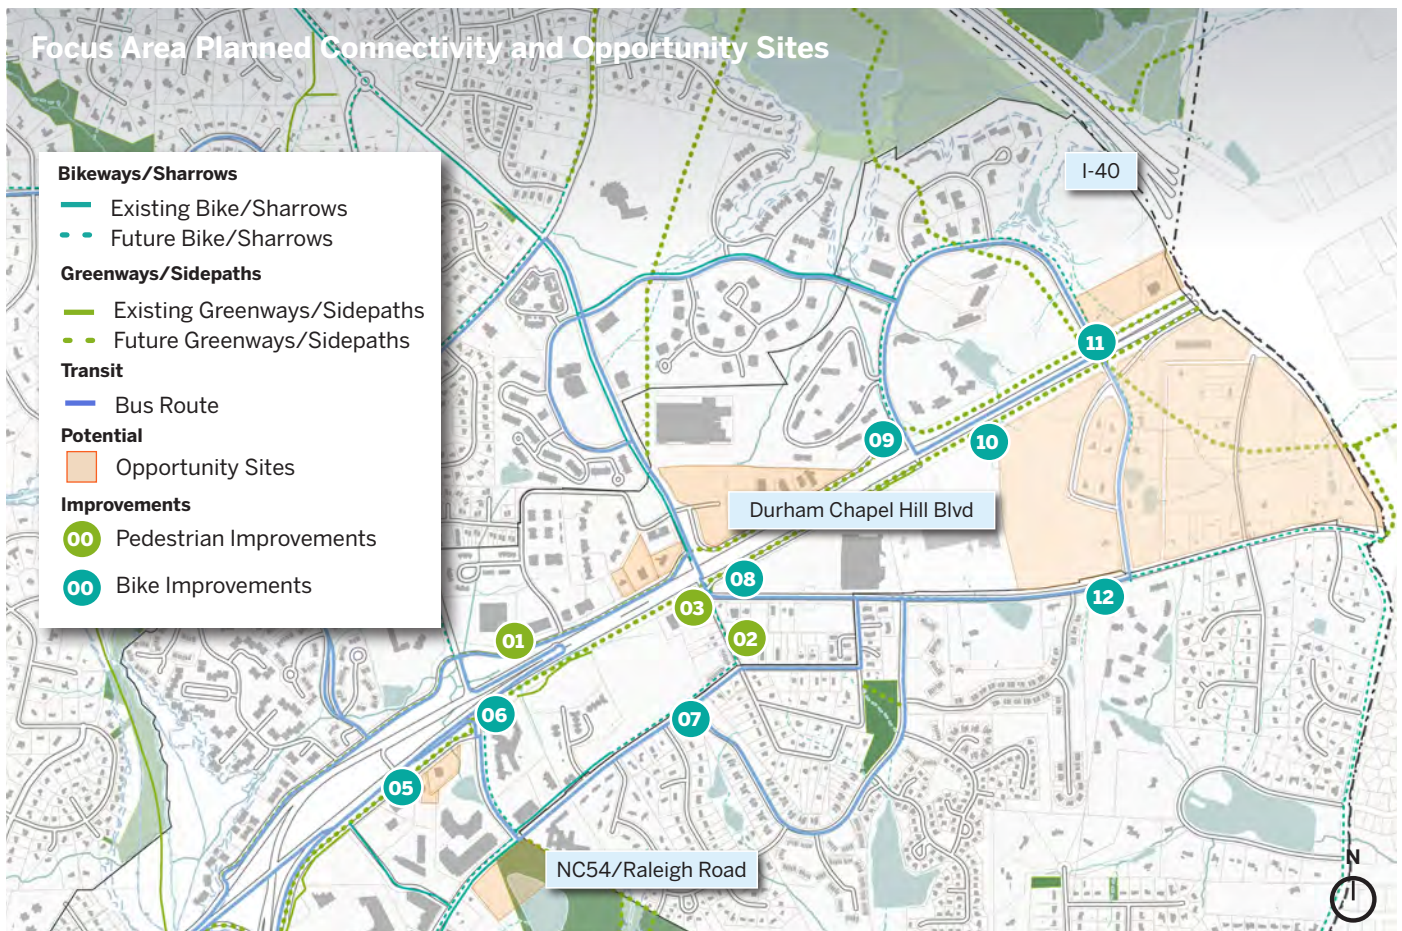 Focus Area Planned Connectivity and Opportunity Sites
I-40
Bikeways/Sharrows
Existing Bike/Sharrows
Future Bike/Sharrows
Greenways/Sidepaths
Existing Greenways/Sidepaths
Future Greenways/Sidepaths
Transit
Bus Route
Potential
Opportunity Sites
Improvements
00 Pedestrian Improvements
00 Bike Improvements
11
09
10
Durham Chapel Hill Blvd
08
12
03
01
02
06
07
05
NC54/Raleigh Road
N